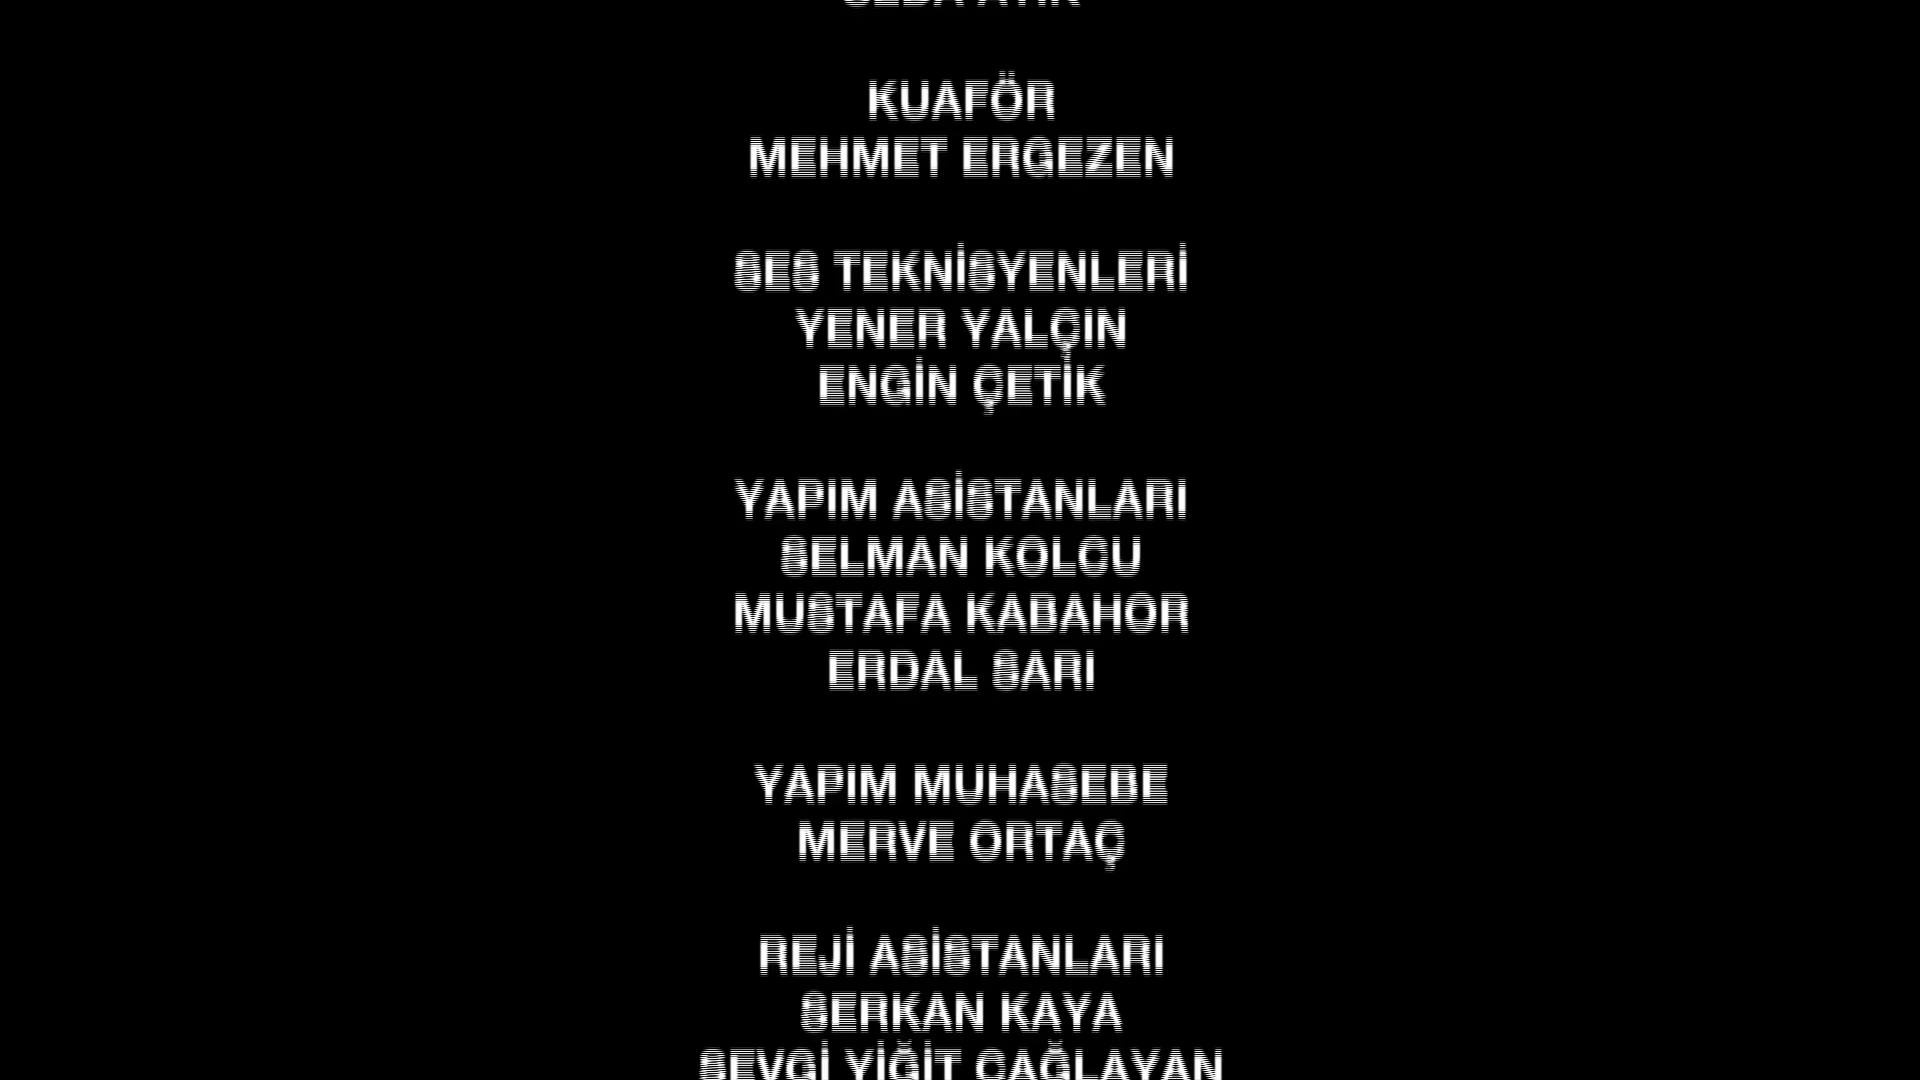 KUAFÖR
MEHMET ERGEZEN
SES TEKNİSYENLERİ
YENER YALÇIN
ENGİN ÇETİK
YAPIM ASİSTANLARI
SELMAN KOLCU
MUSTAFA KABAHOR
ERDAL SARI
YAPIM MUHASEBE
MERVE ORTAÇ
REJİ ASİSTANLARI
SERKAN KAYA
SEVGİ YİĞİT ÇAĞLAYAN